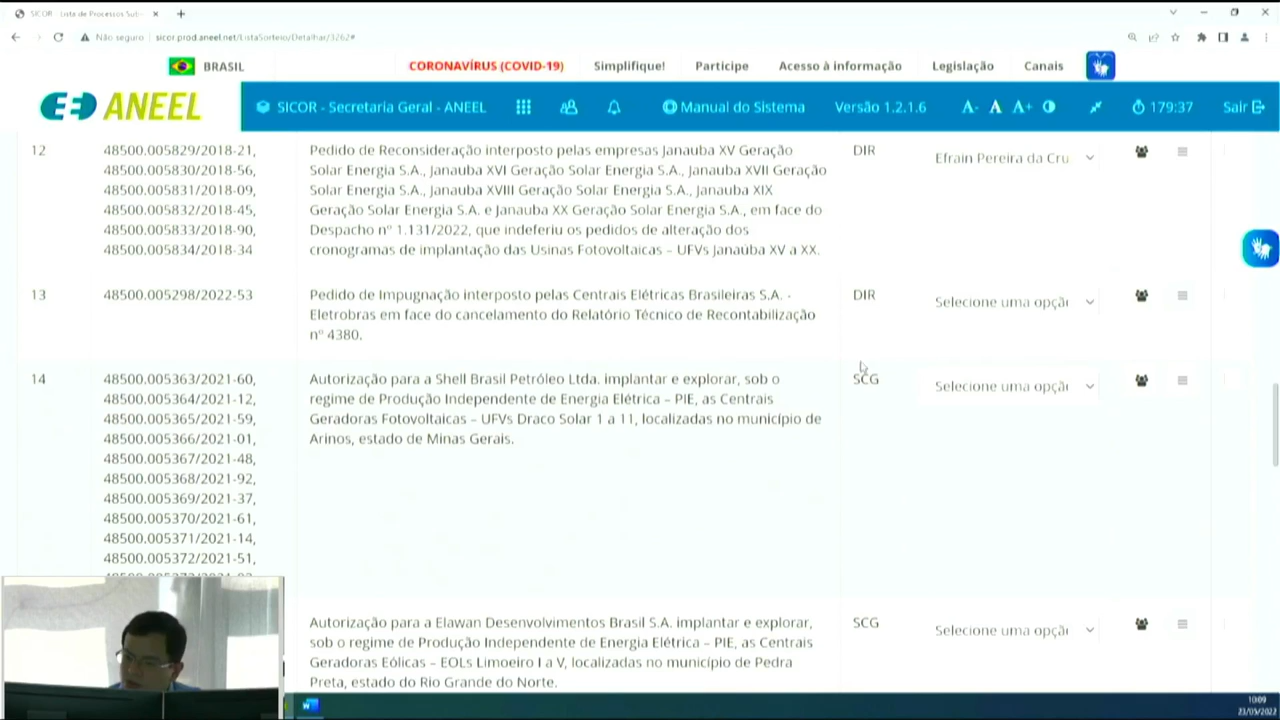 SICOR - Lista de Processos Sub
Não seguro
sicor.prod.aneel.net/ListaSorteio/Detalhar/3262#
BRASIL
CORONAVÍRUS (COVID-19)
Simplifique!
Participe
Acesso à informação
Legislação
Canais
ANEEL
SICOR - Secretaria Geral - ANEEL
Manual do Sistema
Versão 1.2.1.6
A-
A
A+
179:37
Sair
12
48500.005829/2018-21,
48500.005830/2018-56,
48500.005831/2018-09,
48500.005832/2018-45,
48500.005833/2018-90,
48500.005834/2018-34
Pedido de Reconsideração interposto pelas empresas Janauba XV Geração
Solar Energia S.A., Janauba XVI Geração Solar Energia S.A., Janauba XVII Geração
Solar Energia S.A., Janauba XVIII Geração Solar Energia S.A., Janauba XIX
Geração Solar Energia S.A. e Janauba XX Geração Solar Energia S.A., em face do
Despacho nº 1.131/2022, que indeferiu os pedidos de alteração dos
cronogramas de implantação das Usinas Fotovoltaicas – UFVs Janaúba XV a XX.
DIR
Efrain Pereira da Cru
13
48500.005298/2022-53
Pedido de Impugnação interposto pelas Centrais Elétricas Brasileiras S.A. -
Eletrobras em face do cancelamento do Relatório Técnico de Recontabilização
nº 4380.
DIR
Selecione uma opçã
14
48500.005363/2021-60,
48500.005364/2021-12,
48500.005365/2021-59,
48500.005366/2021-01,
48500.005367/2021-48,
48500.005368/2021-92,
48500.005369/2021-37,
48500.005370/2021-61,
48500.005371/2021-14,
48500.005372/2021-51,
Autorização para a Shell Brasil Petróleo Ltda. implantar e explorar, sob o
regime de Produção Independente de Energia Elétrica – PIE, as Centrais
Geradoras Fotovoltaicas – UFVs Draco Solar 1 a 11, localizadas no município de
Arinos, estado de Minas Gerais.
SCG
Selecione uma opçã
Autorização para a Elawan Desenvolvimentos Brasil S.A. implantar e explorar,
sob o regime de Produção Independente de Energia Elétrica – PIE, as Centrais
Geradoras Eólicas – EOLs Limoeiro I a V, localizadas no município de Pedra
Preta, estado do Rio Grande do Norte.
SCG
Selecione uma opçã
10:09
23/05/2022